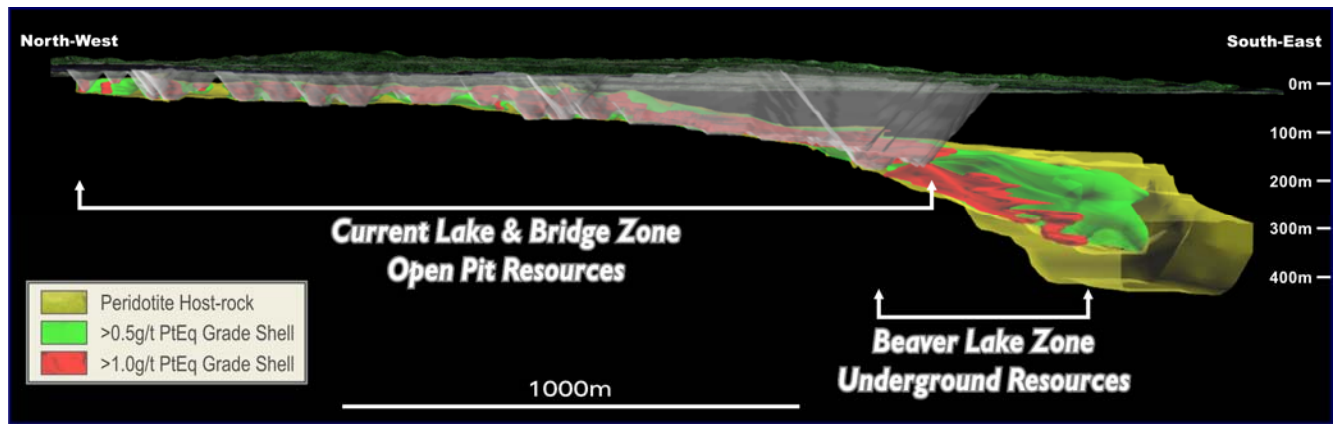 North-West
South-East
0m
100m
200m
300m
400m
Current Lake & Bridge Zone
Open Pit Resources
Beaver Lake Zone
Underground Resources
Peridotite Host-rock
>0.5g/t PtEq Grade Shell
>1.0g/t PtEq Grade Shell
1000m